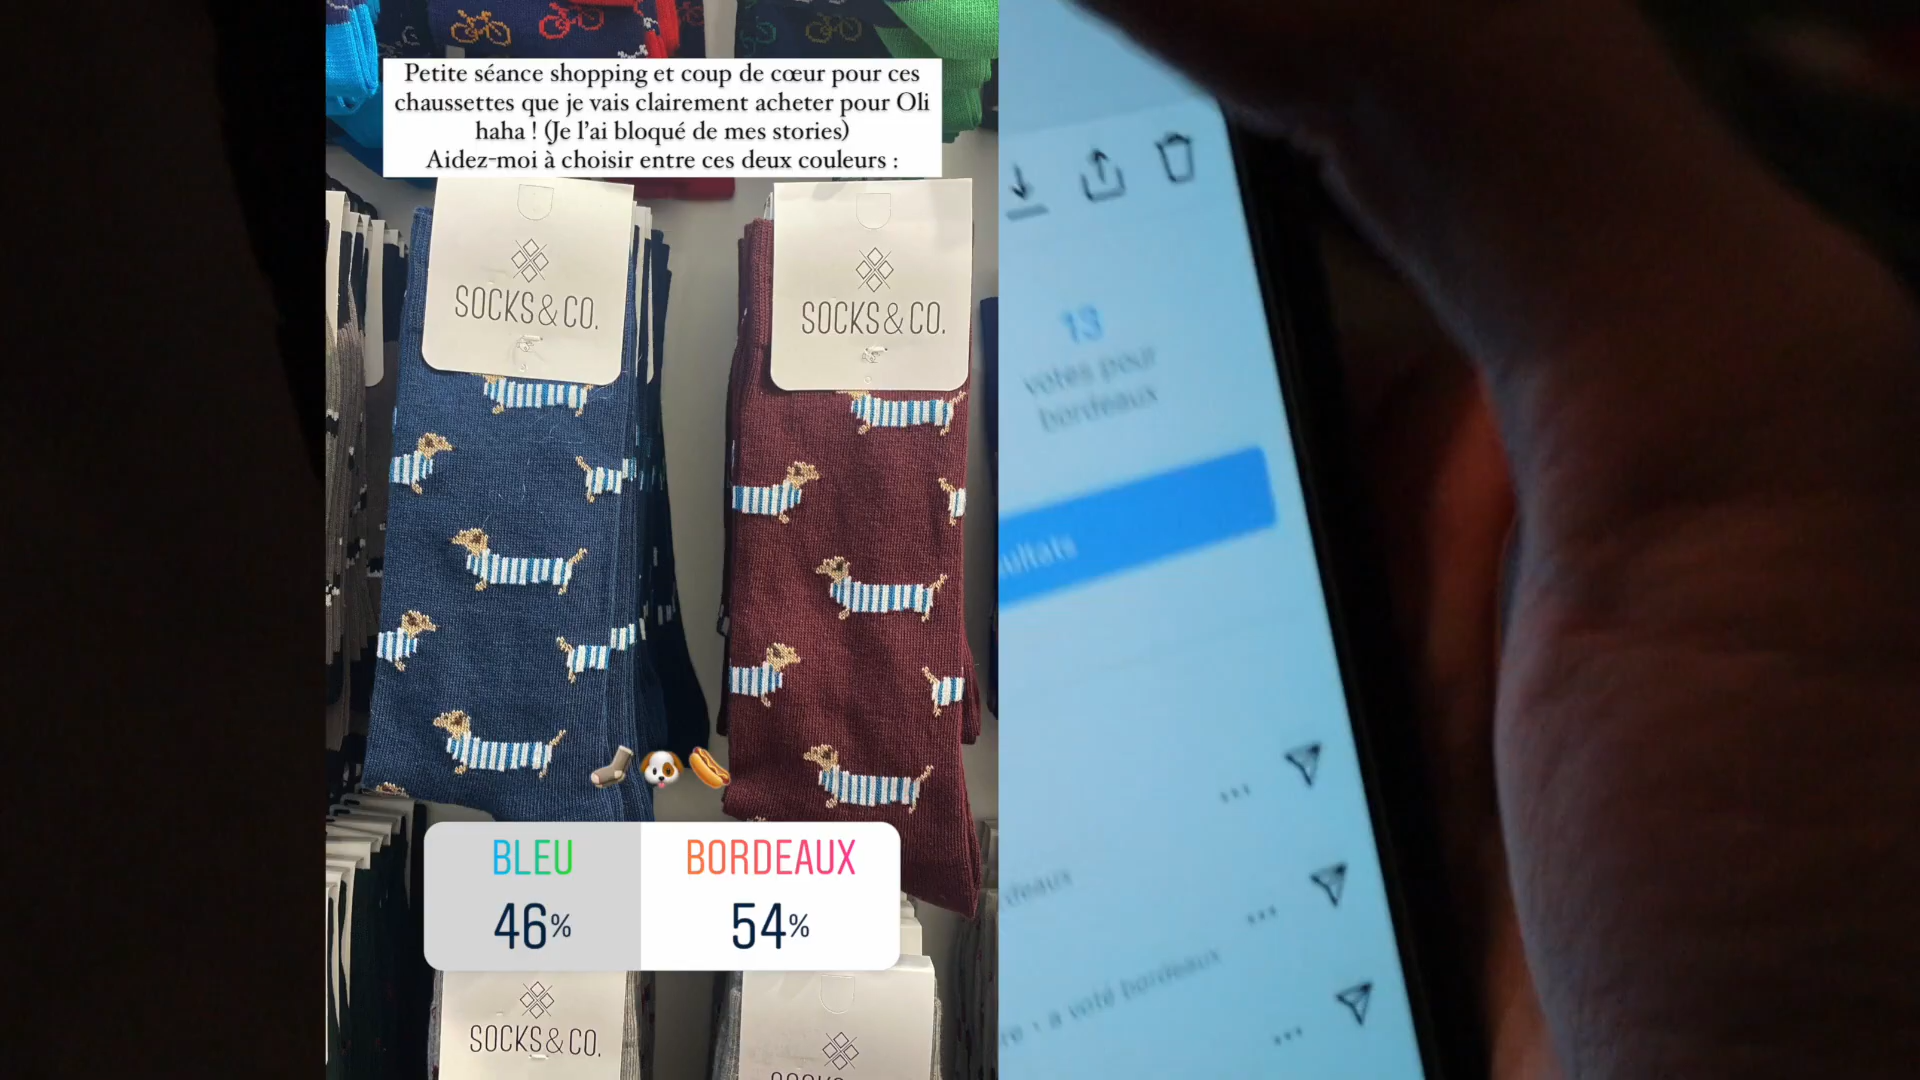 Petite séance shopping et coup de cœur pour ces
chaussettes que je vais clairement acheter pour Oli
haha ! (Je l'ai bloqué de mes stories)
Aidez-moi à choisir entre ces deux couleurs :
SOCKS&CO.
SOCKS&CO.
BLEU
46%
BORDEAUX
54%
SOCKS&CO.
13
votes pour
bordeaux
a voté bordeaux